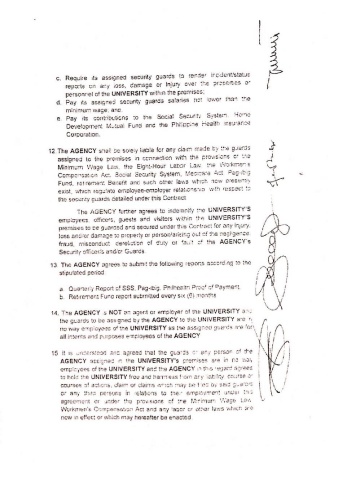 c. Require its assigned security guards to render incident/status
reports on any loss, damage or injury over the properties or
personnel of the UNIVERSITY within the premises;
d. Pay its assigned security guards salaries not lower than the
minimum wage; and
e. Pay its contributions to the Social Security System, Home
Development Mutual Fund and the Philippine Health Insurance
Corporation.
12 The AGENCY shall be solely liable for any claim made by the guards
assigned to the premises in connection with the provisions of the
Minimum Wage Law, the Eight-Hour Labor Law, the Workmen's
Compensation Act, Social Security System, Medicare Act, Pag-ibig
Fund, retirement Benefit and such other laws which now presently
exist, which regulate employee-employer relationship with respect to
the security guards detailed under this Contract
The AGENCY further agrees to indemnify the UNIVERSITY'S
employees, officers, guests and visitors within the UNIVERSITY'S
premises to be guarded and secured under this Contract for any injury,
loss and/or damage to property or person arising out of the negligence,
fraud, misconduct, dereliction of duty or fault of the AGENCY's
Security officers and/or Guards.
13 The AGENCY agrees to submit the following reports according to the
stipulated period
a. Quarterly Report of SSS, Pag-ibig, Philhealth Proof of Payment.
b. Retirement Fund report submitted every six (6) months
14. The AGENCY is NOT an agent or employer of the UNIVERSITY and
the guards to be assigned by the AGENCY to the UNIVERSITY are in
no way employees of the UNIVERSITY as the assigned guards are for
all intents and purposes employees of the AGENCY
15 It is understood and agreed that the guards or any person of the
AGENCY assigned in the UNIVERSITY's premises are in no way
employees of the UNIVERSITY and the AGENCY in this regard agrees
to hold the UNIVERSITY free and harmless from any liability, course or
courses of actions, claim or claims which may be filed by said guards
or any third persons in relations to their employment under this
agreement or under the provisions of the Minimum Wage Law,
Workmen's Compensation Act and any labor or other laws which are
now in effect or which may hereafter be enacted